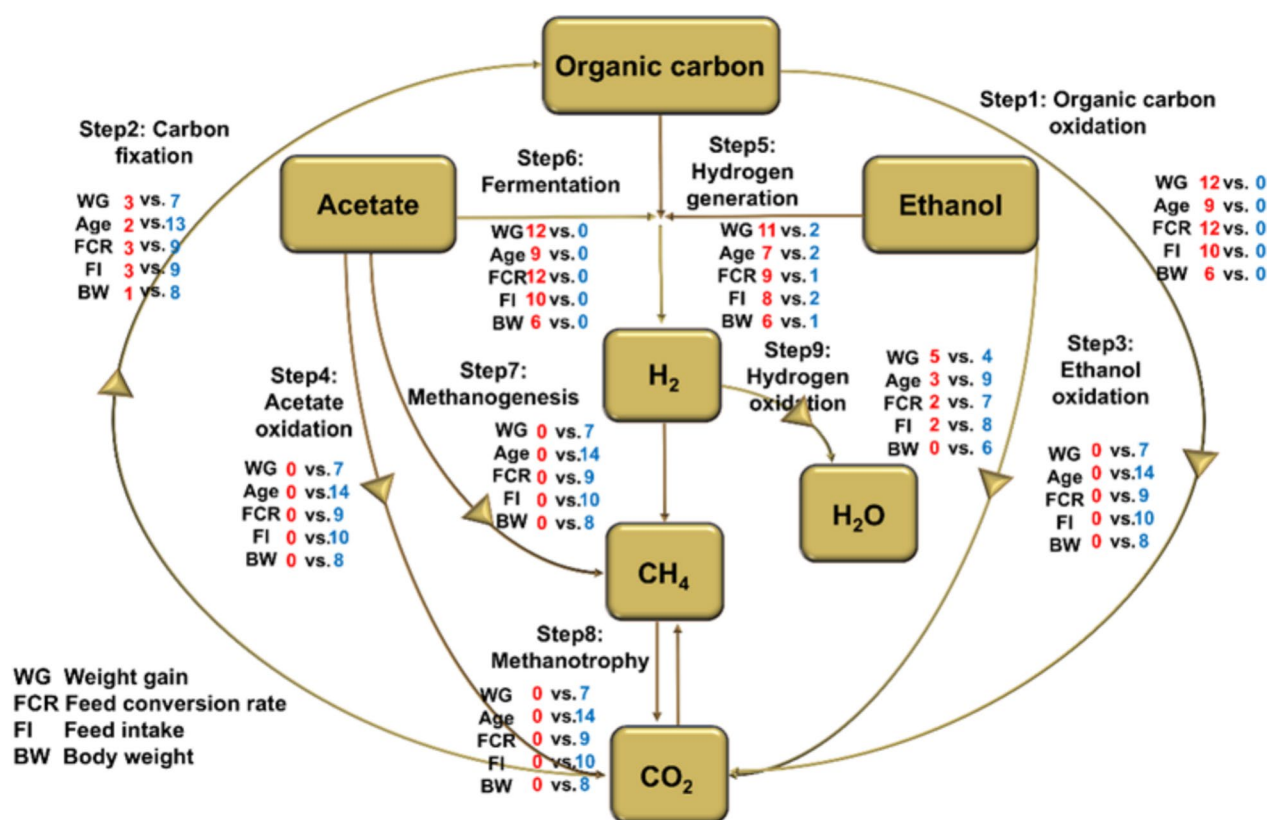 Organic carbon
Step1: Organic carbon
oxidation
WG 12 vs. 0
Age 9 vs. 0
FCR 12 vs. 0
FI 10 vs. 0
BW 6 vs. 0
Step2: Carbon
fixation
WG 3 vs. 7
Age 2 vs.13
FCR 3 vs. 9
FI 3 vs. 9
BW 1 vs. 8
Acetate
Step6:
Fermentation
WG 12 vs.0
Age 9 vs.0
FCR 12 vs.0
FI 10 vs.0
BW 6 vs.0
Step5:
Hydrogen
generation
WG 11 vs. 2
Age 7 vs. 2
FCR 9 vs. 1
FI 8 vs. 2
BW 6 vs. 1
Ethanol
H₂
Step9:
Hydrogen
oxidation
WG 5 vs. 4
Age 3 vs. 9
FCR 2 vs. 7
FI 2 vs. 8
BW 0 vs. 6
Step3:
Ethanol
oxidation
WG 0 vs.7
Age 0 vs.14
FCR 0 vs.9
FI 0 vs.10
BW 0 vs. 8
Step4:
Acetate
oxidation
WG 0 vs.7
Age 0 vs.14
FCR 0 vs. 9
FI 0 vs.10
BW 0 vs. 8
Step7:
Methanogenesis
WG 0 vs.7
Age 0 vs.14
FCR 0 vs.9
FI 0 vs.10
BW 0 vs. 8
H₂O
CH₄
Step8:
Methanotrophy
WG 0 vs.7
Age 0 vs.14
FCR 0 vs.9
FI 0 vs.10
BW 0 vs.8
CO₂
WG Weight gain
FCR Feed conversion rate
FI Feed intake
BW Body weight